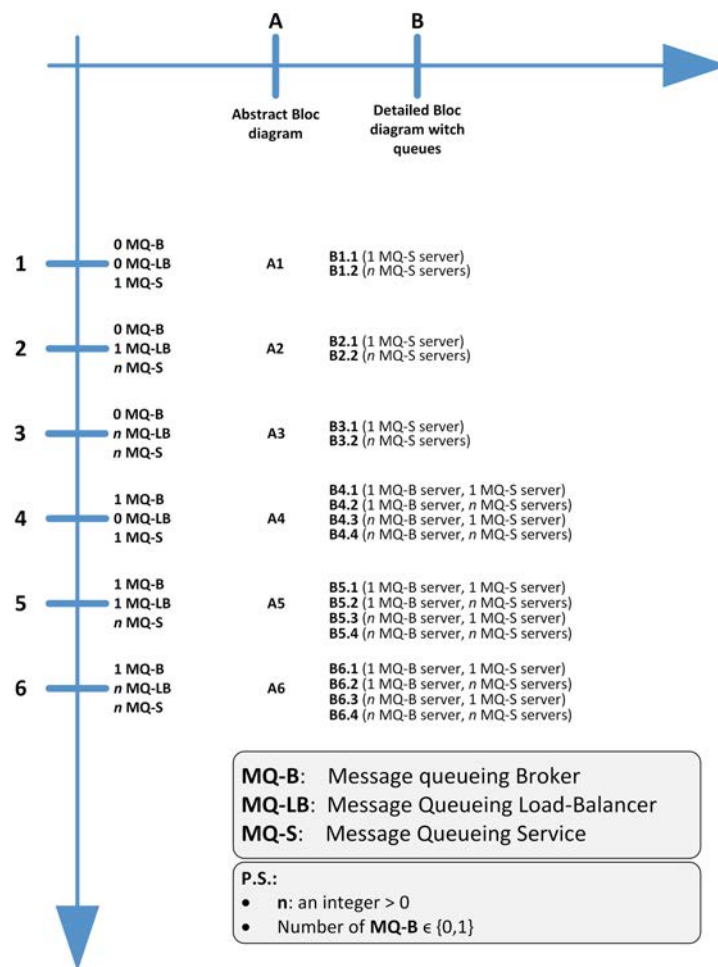 A
B
Abstract Bloc
diagram
Detailed Bloc
diagram witch
queues
1
0 MQ-B
0 MQ-LB
1 MQ-S
A1
B1.1 (1 MQ-S server)
B1.2 (n MQ-S servers)
2
0 MQ-B
1 MQ-LB
n MQ-S
A2
B2.1 (1 MQ-S server)
B2.2 (n MQ-S servers)
3
0 MQ-B
n MQ-LB
n MQ-S
A3
B3.1 (1 MQ-S server)
B3.2 (n MQ-S servers)
4
1 MQ-B
0 MQ-LB
1 MQ-S
A4
B4.1 (1 MQ-B server, 1 MQ-S server)
B4.2 (1 MQ-B server, n MQ-S servers)
B4.3 (n MQ-B server, 1 MQ-S server)
B4.4 (n MQ-B server, n MQ-S servers)
5
1 MQ-B
1 MQ-LB
n MQ-S
A5
B5.1 (1 MQ-B server, 1 MQ-S server)
B5.2 (1 MQ-B server, n MQ-S servers)
B5.3 (n MQ-B server, 1 MQ-S server)
B5.4 (n MQ-B server, n MQ-S servers)
6
1 MQ-B
n MQ-LB
n MQ-S
A6
B6.1 (1 MQ-B server, 1 MQ-S server)
B6.2 (1 MQ-B server, n MQ-S servers)
B6.3 (n MQ-B server, 1 MQ-S server)
B6.4 (n MQ-B server, n MQ-S servers)
MQ-B: Message queueing Broker
MQ-LB: Message Queueing Load-Balancer
MQ-S: Message Queueing Service
P.S.:
• n: an integer > 0
• Number of MQ-B ϵ {0,1}